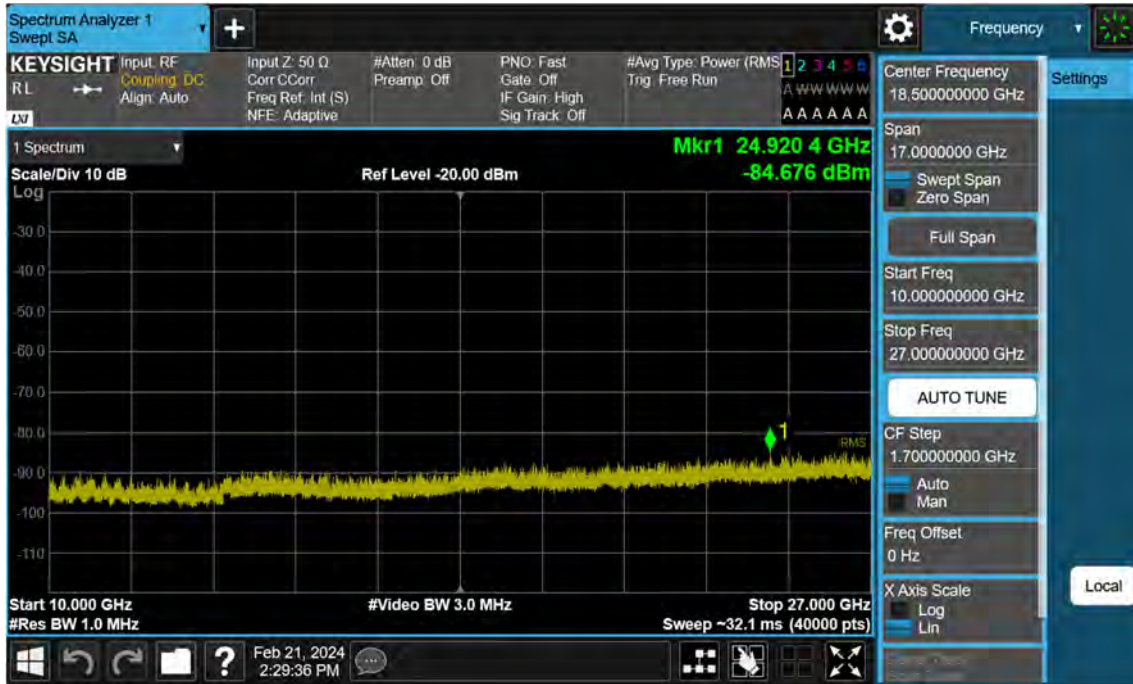 Spectrum Analyzer 1
Swept SA
+
Frequency
KEYSIGHT
RL
LXI
Input: RF
Coupling: DC
Align: Auto
Input Z: 50 Ω
Corr CCorr
Freq Ref: Int (S)
NFE: Adaptive
#Atten: 0 dB
Preamp: Off
PNO: Fast
Gate: Off
IF Gain: High
Sig Track: Off
#Avg Type: Power (RMS
Trig: Free Run
1 2 3 4 5 6
A W W W W W
A A A A A A
Center Frequency
18.500000000 GHz
Settings
Span
17.0000000 GHz
Swept Span
Zero Span
Full Span
Start Freq
10.000000000 GHz
Stop Freq
27.000000000 GHz
AUTO TUNE
CF Step
1.700000000 GHz
Auto
Man
Freq Offset
0 Hz
X Axis Scale
Log
Lin
Local
1 Spectrum
Scale/Div 10 dB
Ref Level -20.00 dBm
Mkr1 24.920 4 GHz
-84.676 dBm
Log
-30.0
-40.0
-50.0
-60.0
-70.0
-80.0
-90.0
-100
-110
1
RMS
Start 10.000 GHz
#Video BW 3.0 MHz
Stop 27.000 GHz
#Res BW 1.0 MHz
Sweep ~32.1 ms (40000 pts)
?
Feb 21, 2024
2:29:36 PM